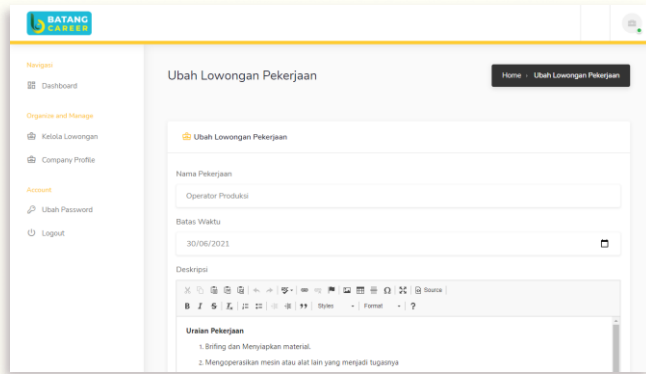 BATANG
CAREER
Navigasi
Dashboard
Organize and Manage
Kelola Lowongan
Company Profile
Account
Ubah Password
Logout
Ubah Lowongan Pekerjaan
Home › Ubah Lowongan Pekerjaan
Ubah Lowongan Pekerjaan
Nama Pekerjaan
Operator Produksi
Batas Waktu
30/06/2021
Deskripsi
Source
B I S Styles Format ?
Uraian Pekerjaan
1. Brifing dan Menyiapkan material.
2. Mengoperasikan mesin atau alat lain yang menjadi tugasnya